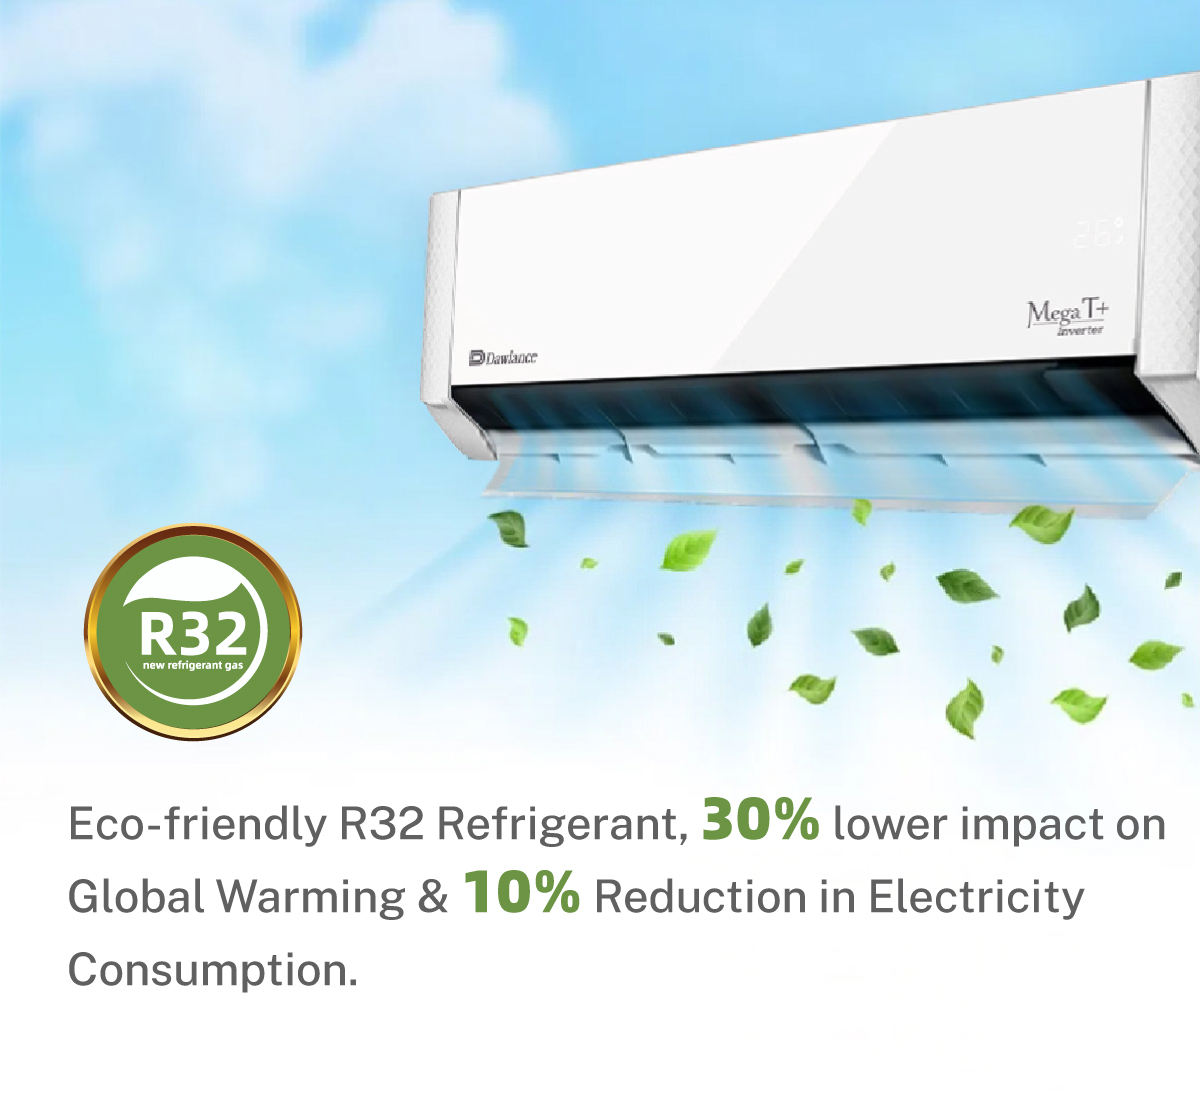 26°
Mega T+
inverter
Dawlance
R32
new refrigerant gas
Eco-friendly R32 Refrigerant, 30% lower impact on
Global Warming & 10% Reduction in Electricity
Consumption.